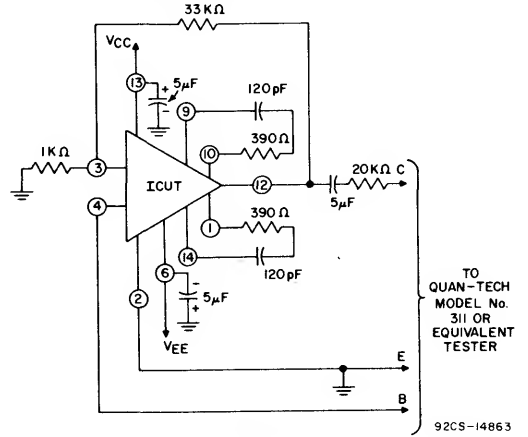 33KΩ
VCC
13
+
5μF
-
9
120pF
1KΩ
3
10
390Ω
ICUT
12
20KΩ C
5μF
4
390Ω
1
14
120pF
6
-
5μF
+
2
VEE
TO
QUAN-TECH
MODEL No.
311 OR
EQUIVALENT
TESTER
E
B
92CS-14863